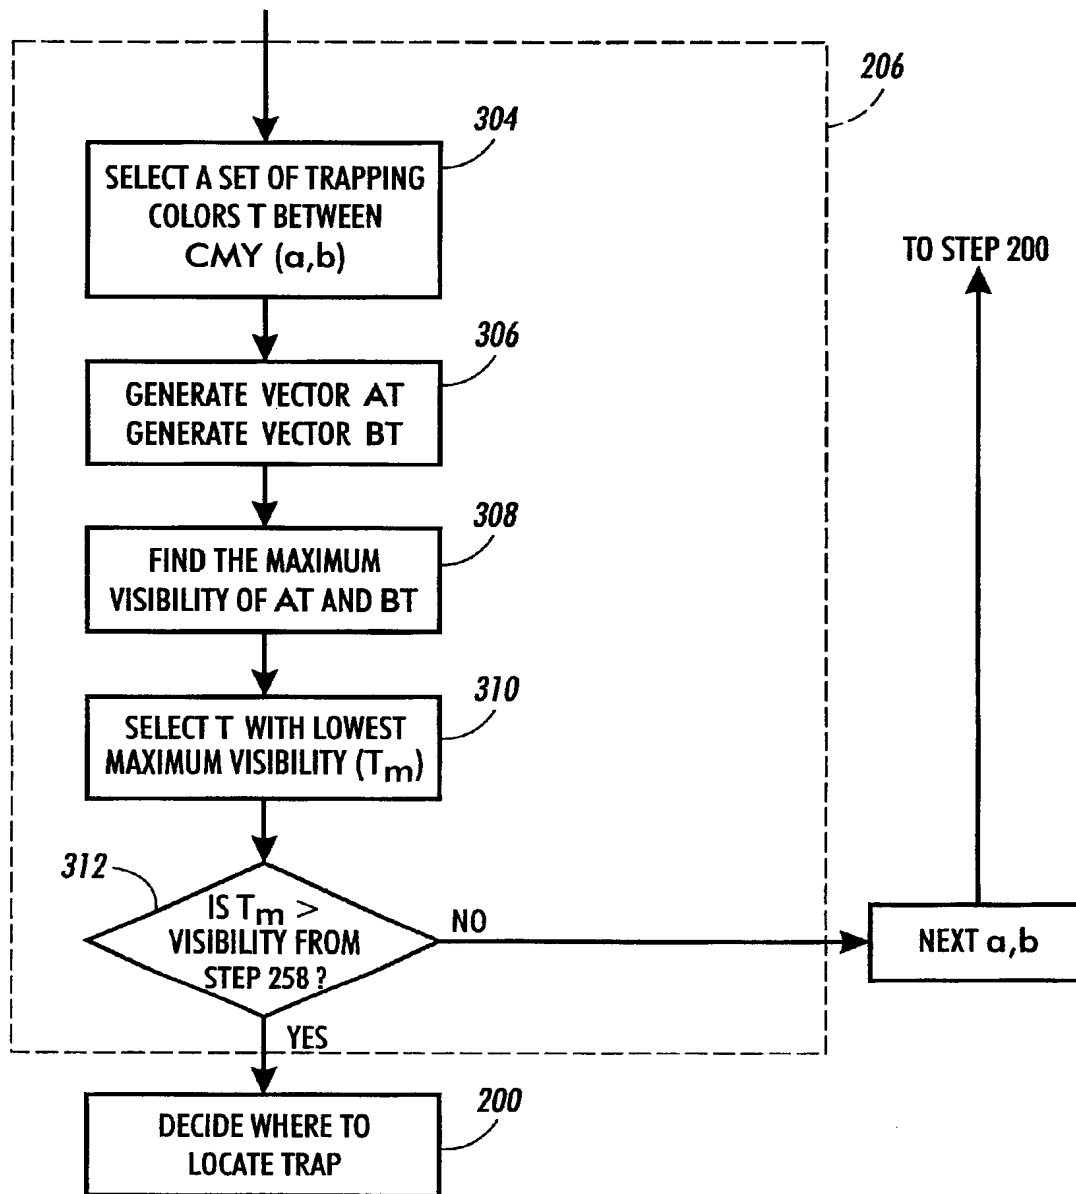 206
304
SELECT A SET OF TRAPPING
COLORS T BETWEEN
CMY (a,b)
TO STEP 200
306
GENERATE VECTOR AT
GENERATE VECTOR BT
308
FIND THE MAXIMUM
VISIBILITY OF AT AND BT
310
SELECT T WITH LOWEST
MAXIMUM VISIBILITY (Tm)
312
IS Tm >
VISIBILITY FROM
STEP 258 ?
NO
NEXT a,b
YES
200
DECIDE WHERE TO
LOCATE TRAP